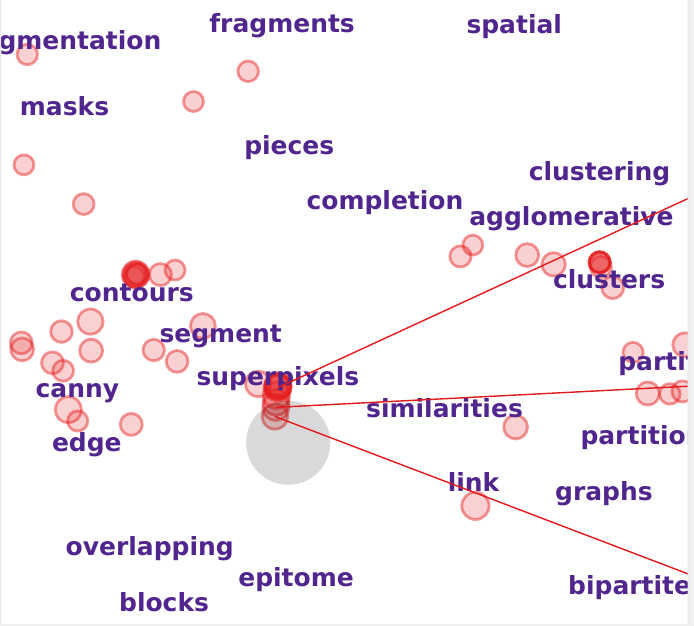 fragments
spatial
gmentation
masks
pieces
clustering
completion
agglomerative
clusters
contours
segment
parti
superpixels
canny
similarities
partitio
edge
link
graphs
overlapping
epitome
bipartite
blocks